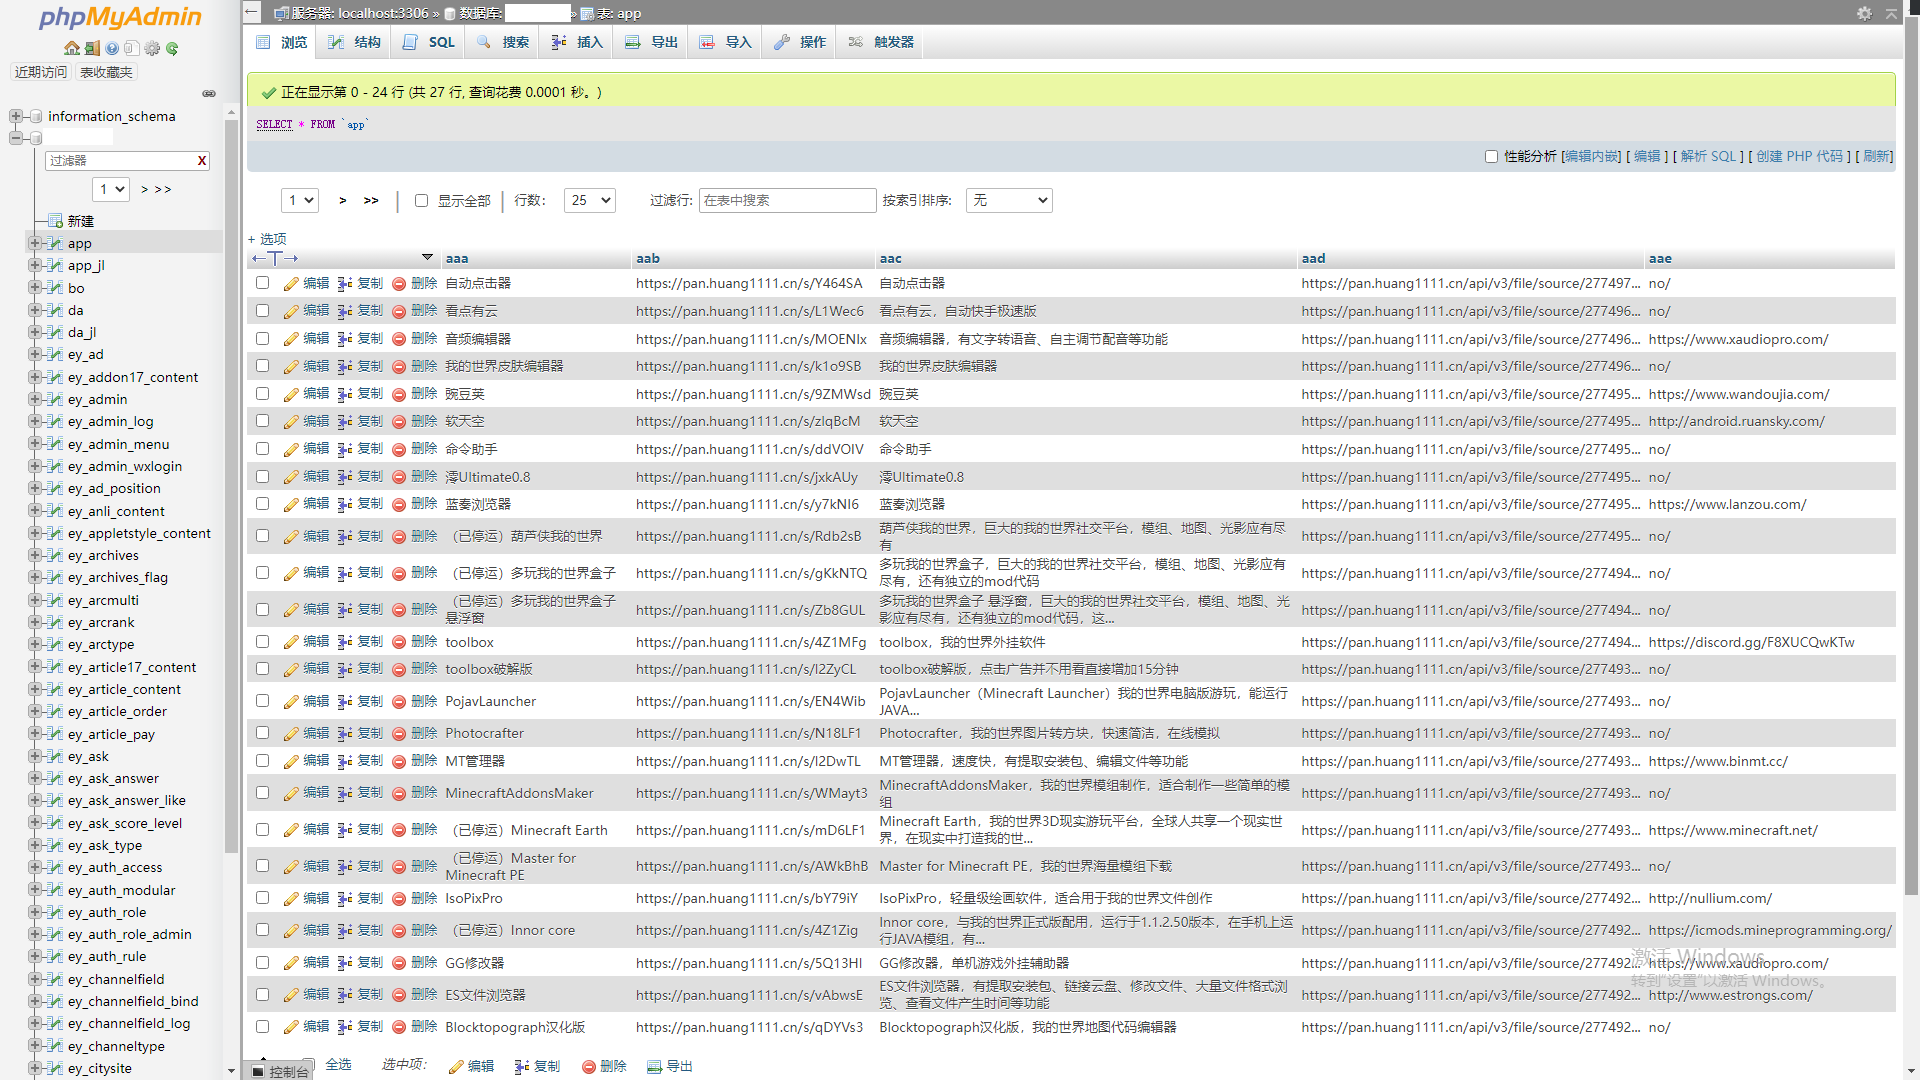 phpMyAdmin
近期访问 表收藏夹
information_schema
过滤器 X
1 > >>
新建
app
app_jl
bo
da
da_jl
ey_ad
ey_addon17_content
ey_admin
ey_admin_log
ey_admin_menu
ey_admin_wxlogin
ey_ad_position
ey_anli_content
ey_appletstyle_content
ey_archives
ey_archives_flag
ey_arcmulti
ey_arcrank
ey_arctype
ey_article17_content
ey_article_content
ey_article_order
ey_article_pay
ey_ask
ey_ask_answer
ey_ask_answer_like
ey_ask_score_level
ey_ask_type
ey_auth_access
ey_auth_modular
ey_auth_role
ey_auth_role_admin
ey_auth_rule
ey_channelfield
ey_channelfield_bind
ey_channelfield_log
ey_channeltype
ey_citysite
服务器: localhost:3306 » 数据库: » 表: app
浏览 结构 SQL 搜索 插入 导出 导入 操作 触发器
正在显示第 0 - 24 行 (共 27 行, 查询花费 0.0001 秒。)
SELECT * FROM `app`
性能分析 [编辑内嵌] [ 编辑 ] [ 解析 SQL ] [ 创建 PHP 代码 ] [ 刷新]
1 > >> | 显示全部 | 行数: 25 过滤行: 在表中搜索 按索引排序: 无
+ 选项
←T→ aaa aab aac aad aae
编辑 复制 删除 自动点击器 https://pan.huang1111.cn/s/Y464SA 自动点击器 https://pan.huang1111.cn/api/v3/file/source/277497... no/
编辑 复制 删除 看点有云 https://pan.huang1111.cn/s/L1Wec6 看点有云，自动快手极速版 https://pan.huang1111.cn/api/v3/file/source/277496... no/
编辑 复制 删除 音频编辑器 https://pan.huang1111.cn/s/MOENIx 音频编辑器，有文字转语音、自主调节配音等功能 https://pan.huang1111.cn/api/v3/file/source/277496... https://www.xaudiopro.com/
编辑 复制 删除 我的世界皮肤编辑器 https://pan.huang1111.cn/s/k1o9SB 我的世界皮肤编辑器 https://pan.huang1111.cn/api/v3/file/source/277496... no/
编辑 复制 删除 豌豆荚 https://pan.huang1111.cn/s/9ZMWsd 豌豆荚 https://pan.huang1111.cn/api/v3/file/source/277495... https://www.wandoujia.com/
编辑 复制 删除 软天空 https://pan.huang1111.cn/s/zlqBcM 软天空 https://pan.huang1111.cn/api/v3/file/source/277495... http://android.ruansky.com/
编辑 复制 删除 命令助手 https://pan.huang1111.cn/s/ddVOIV 命令助手 https://pan.huang1111.cn/api/v3/file/source/277495... no/
编辑 复制 删除 澪Ultimate0.8 https://pan.huang1111.cn/s/jxkAUy 澪Ultimate0.8 https://pan.huang1111.cn/api/v3/file/source/277495... no/
编辑 复制 删除 蓝奏浏览器 https://pan.huang1111.cn/s/y7kNI6 蓝奏浏览器 https://pan.huang1111.cn/api/v3/file/source/277495... https://www.lanzou.com/
编辑 复制 删除 （已停运）葫芦侠我的世界 https://pan.huang1111.cn/s/Rdb2sB 葫芦侠我的世界，巨大的我的世界社交平台，模组、地图、光影应有尽
有 https://pan.huang1111.cn/api/v3/file/source/277495... no/
编辑 复制 删除 （已停运）多玩我的世界盒子 https://pan.huang1111.cn/s/gKkNTQ 多玩我的世界盒子，巨大的我的世界社交平台，模组、地图、光影应有
尽有，还有独立的mod代码 https://pan.huang1111.cn/api/v3/file/source/277494... no/
编辑 复制 删除 （已停运）多玩我的世界盒子
悬浮窗 https://pan.huang1111.cn/s/Zb8GUL 多玩我的世界盒子 悬浮窗，巨大的我的世界社交平台，模组、地图、光
影应有尽有，还有独立的mod代码，这... https://pan.huang1111.cn/api/v3/file/source/277494... no/
编辑 复制 删除 toolbox https://pan.huang1111.cn/s/4Z1MFg toolbox，我的世界外挂软件 https://pan.huang1111.cn/api/v3/file/source/277494... https://discord.gg/F8XUCQwKTw
编辑 复制 删除 toolbox破解版 https://pan.huang1111.cn/s/I2ZyCL toolbox破解版，点击广告并不用看直接增加15分钟 https://pan.huang1111.cn/api/v3/file/source/277493... no/
编辑 复制 删除 PojavLauncher https://pan.huang1111.cn/s/EN4Wib PojavLauncher（Minecraft Launcher）我的世界电脑版游玩，能运行
JAVA... https://pan.huang1111.cn/api/v3/file/source/277493... no/
编辑 复制 删除 Photocrafter https://pan.huang1111.cn/s/N18LF1 Photocrafter，我的世界图片转方块，快速简洁，在线模拟 https://pan.huang1111.cn/api/v3/file/source/277493... no/
编辑 复制 删除 MT管理器 https://pan.huang1111.cn/s/l2DwTL MT管理器，速度快，有提取安装包、编辑文件等功能 https://pan.huang1111.cn/api/v3/file/source/277493... https://www.binmt.cc/
编辑 复制 删除 MinecraftAddonsMaker https://pan.huang1111.cn/s/WMayt3 MinecraftAddonsMaker，我的世界模组制作，适合制作一些简单的模
组 https://pan.huang1111.cn/api/v3/file/source/277493... no/
编辑 复制 删除 （已停运）Minecraft Earth https://pan.huang1111.cn/s/mD6LF1 Minecraft Earth，我的世界3D现实游玩平台，全球人共享一个现实世
界，在现实中打造我的世... https://pan.huang1111.cn/api/v3/file/source/277493... https://www.minecraft.net/
编辑 复制 删除 （已停运）Master for
Minecraft PE https://pan.huang1111.cn/s/AWkBhB Master for Minecraft PE，我的世界海量模组下载 https://pan.huang1111.cn/api/v3/file/source/277493... no/
编辑 复制 删除 IsoPixPro https://pan.huang1111.cn/s/bY79iY IsoPixPro，轻量级绘画软件，适合用于我的世界文件创作 https://pan.huang1111.cn/api/v3/file/source/277492... http://nullium.com/
编辑 复制 删除 （已停运）Innor core https://pan.huang1111.cn/s/4Z1Zig Innor core，与我的世界正式版配用，运行于1.1.2.50版本，在手机上运
行JAVA模组，有... https://pan.huang1111.cn/api/v3/file/source/277492... https://icmods.mineprogramming.org/
编辑 复制 删除 GG修改器 https://pan.huang1111.cn/s/5Q13HI GG修改器，单机游戏外挂辅助器 https://pan.huang1111.cn/api/v3/file/source/277492... https://www.xaudiopro.com/
编辑 复制 删除 ES文件浏览器 https://pan.huang1111.cn/s/vAbwsE ES文件浏览器，有提取安装包、链接云盘、修改文件、大量文件格式浏
览、查看文件产生时间等功能 https://pan.huang1111.cn/api/v3/file/source/277492... http://www.estrongs.com/
编辑 复制 删除 Blocktopograph汉化版 https://pan.huang1111.cn/s/qDYVs3 Blocktopograph汉化版，我的世界地图代码编辑器 https://pan.huang1111.cn/api/v3/file/source/277492... no/
全选 选中项: 编辑 复制 删除 导出
控制台
激活 Windows
转到"设置"以激活 Windows。